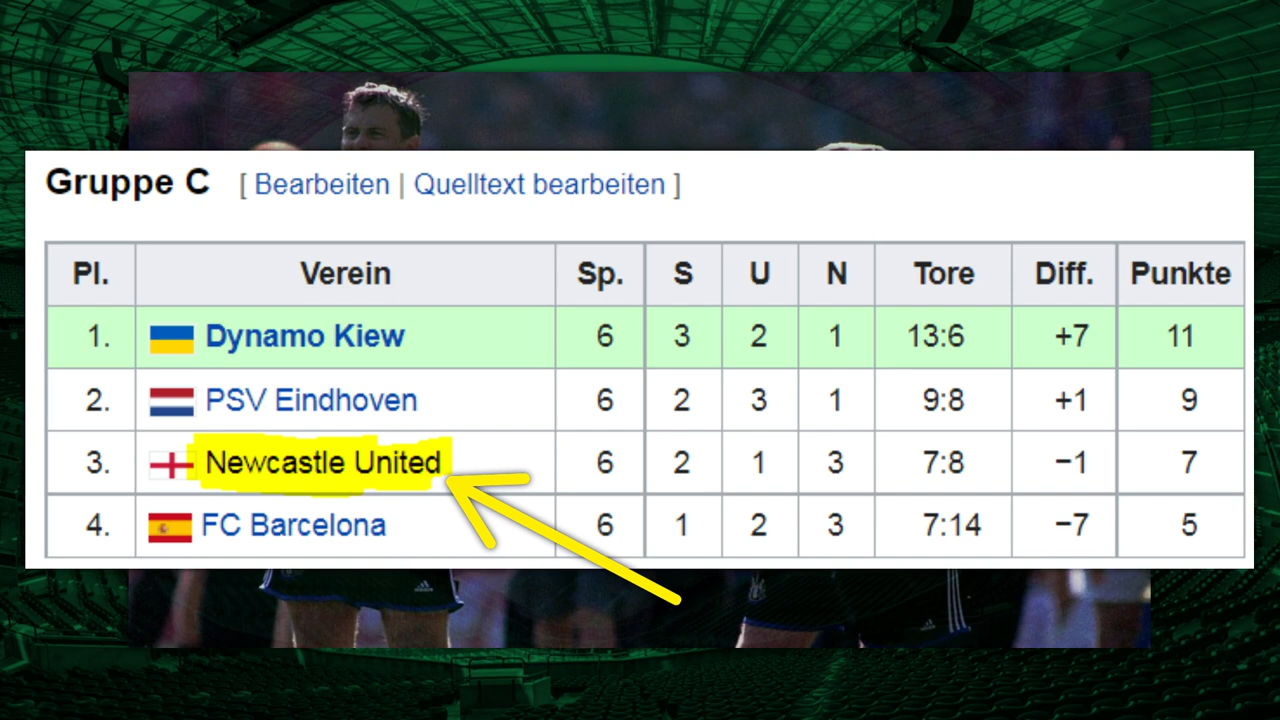 Gruppe C [ Bearbeiten | Quelltext bearbeiten ]
Pl. Verein Sp. S U N Tore Diff. Punkte
1. Dynamo Kiew 6 3 2 1 13:6 +7 11
2. PSV Eindhoven 6 2 3 1 9:8 +1 9
3. Newcastle United 6 2 1 3 7:8 −1 7
4. FC Barcelona 6 1 2 3 7:14 −7 5